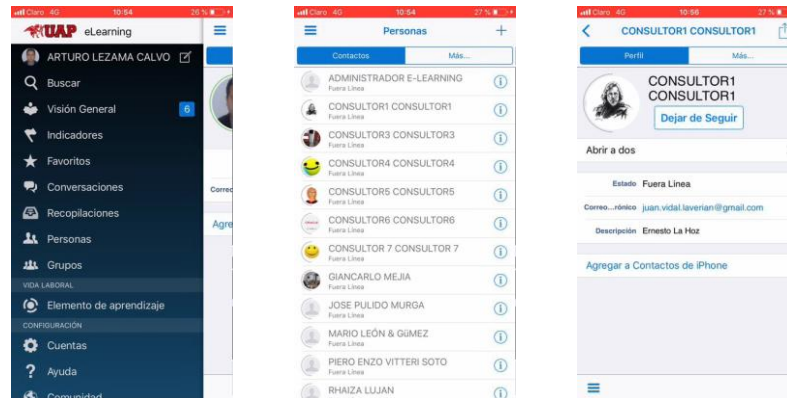 Claro 4G 10:54 26 %
UAP eLearning
ARTURO LEZAMA CALVO
Buscar
Visión General 6
Indicadores
Favoritos
Conversaciones
Recopilaciones
Personas
Grupos
VIDA LABORAL
Elemento de aprendizaje
CONFIGURACIÓN
Cuentas
Ayuda
Comunidad
Correo
Agre
Claro 4G 10:54 27 %
Personas
Contactos Más...
ADMINISTRADOR E-LEARNING
Fuera Línea
CONSULTOR1 CONSULTOR1
Fuera Línea
CONSULTOR3 CONSULTOR3
Fuera Línea
CONSULTOR4 CONSULTOR4
Fuera Línea
CONSULTOR5 CONSULTOR5
Fuera Línea
CONSULTOR6 CONSULTOR6
Fuera Línea
CONSULTOR 7 CONSULTOR 7
Fuera Línea
GIANCARLO MEJIA
Fuera Línea
JOSE PULIDO MURGA
Fuera Línea
MARIO LEÓN & GüMEZ
Fuera Línea
PIERO ENZO VITTERI SOTO
Fuera Línea
RHAIZA LUJAN
Claro 4G 10:56 27 %
CONSULTOR1 CONSULTOR1
Perfil Más...
CONSULTOR1
CONSULTOR1
Dejar de Seguir
Abrir a dos
Estado Fuera Línea
Correo...rónico juan.vidal.laverian@gmail.com
Descripción Ernesto La Hoz
Agregar a Contactos de iPhone